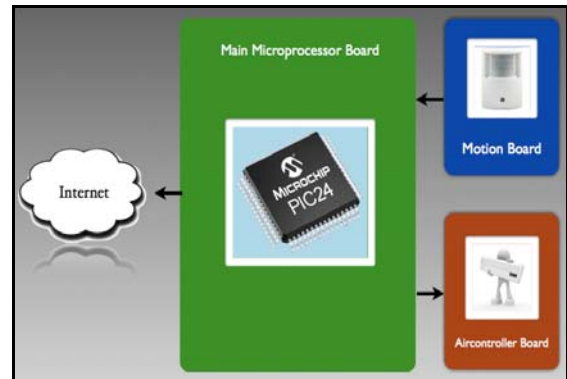 Main Microprocessor Board
MICROCHIP
PIC24
Internet
Motion Board
Aircontroller Board